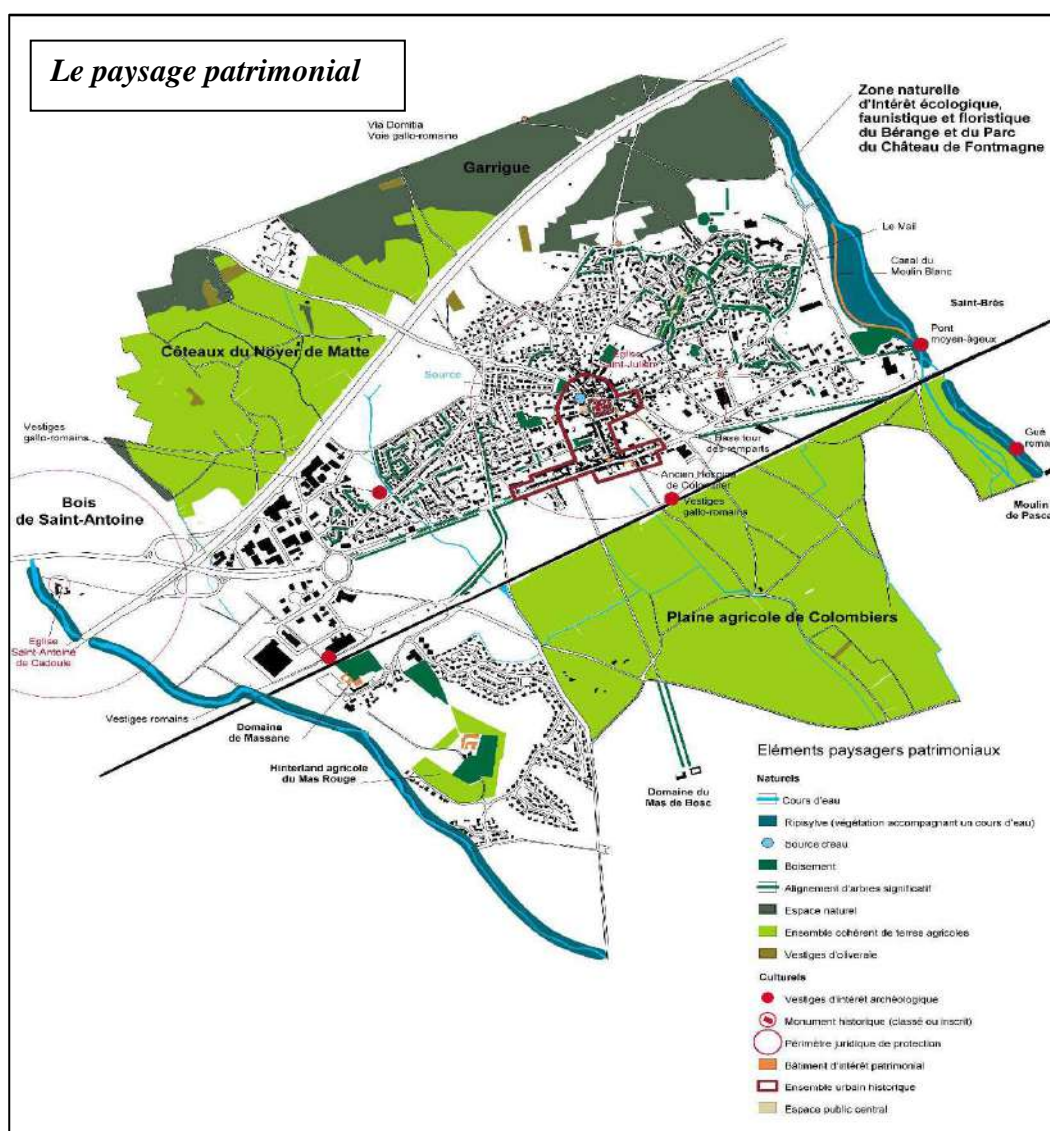 Le paysage patrimonial
Zone naturelle
d'Intérêt écologique,
faunistique et floristique
du Bérange et du Parc
du Château de Fontmagne
Via Domitia
Voie gallo-romaine
Garrigue
Le Mail
Canal du
Moulin Blanc
Saint-Brès
Pont
moyen-âgeux
Côteaux du Noyer de Matte
Source
Eglise
Saint-Julien
Vestiges
gallo-romains
Base tour
des remparts
Gué
romain
Ancien Hospice
de Colombier
Bois
de Saint-Antoine
Vestiges
gallo-romains
Moulin
de Pasca
Plaine agricole de Colombiers
Eglise
Saint-Antoine
de Cadoule
Vestiges romains
Domaine
de Massane
Hinterland agricole
du Mas Rouge
Domaine du
Mas de Bosc
Eléments paysagers patrimoniaux
Naturels
Cours d'eau
Ripisylve (végétation accompagnant un cours d'eau)
Source d'eau
Boisement
Alignement d'arbres significatif
Espace naturel
Ensemble cohérent de terres agricoles
Vestiges d'oliveraie
Culturels
Vestiges d'intérêt archéologique
Monument historique (classé ou inscrit)
Périmètre juridique de protection
Bâtiment d'intérêt patrimonial
Ensemble urbain historique
Espace public central